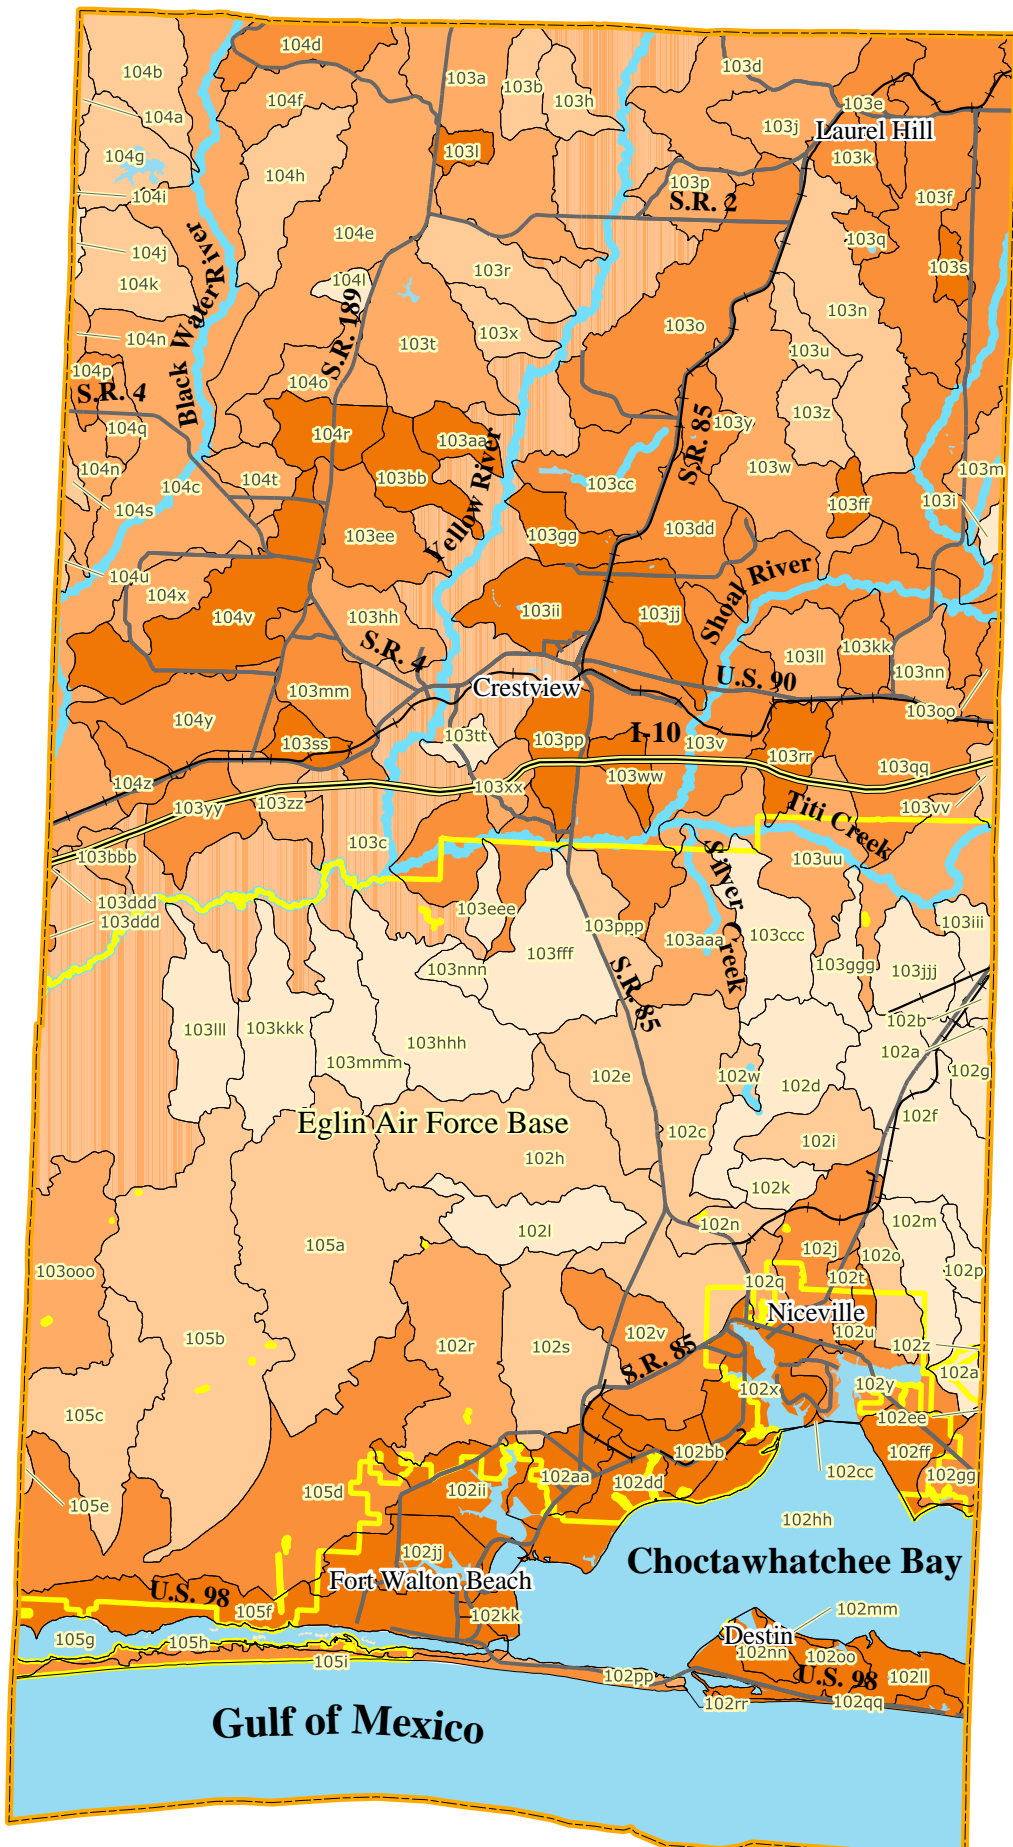 104d
104b
103a
103d
103b
103h
104f
103e
104a
103j
Laurel Hill
103l
103k
104g
104h
103p
104i
103f
S.R. 2
104e
103q
104j
103r
103s
104l
104k
Black Water River
S.R. 189
103n
103o
103x
104n
103t
103u
104p
104o
S.R. 4
103z
S.R. 85
103y
104q
104r
103aa
104n
103w
103m
103bb
104t
103cc
104c
103i
104s
103ff
Yellow River
103dd
103ee
103gg
104u
Shoal River
104x
103ii
103jj
104v
103hh
S.R. 4
103ll
103kk
103nn
U.S. 90
Crestview
103mm
103oo
104y
I-10
103tt
103ss
103pp
103v
103rr
103qq
103ww
104z
103xx
103zz
103yy
103vv
Titi Creek
103c
103bbb
103uu
Silver Creek
103ddd
103eee
103ddd
103ppp
103iii
103ccc
103aaa
103fff
103ggg
103nnn
103jjj
S.R. 85
102b
103lll
103kkk
103hhh
102a
103mmm
102g
102e
102w
102d
102f
Eglin Air Force Base
102c
102i
102h
102k
102m
102n
102l
105a
102j
102o
103ooo
102p
102t
102q
Niceville
102u
105b
102v
102r
102s
102z
S.R. 85
102a
102y
102x
105c
102ee
102bb
102ff
102cc
102aa
102gg
102dd
102ii
105d
105e
102hh
102jj
Choctawhatchee Bay
Fort Walton Beach
U.S. 98
105f
102kk
102mm
105g
105h
Destin
102nn
102oo
105i
102pp
U.S. 98
102ll
102rr
102qq
Gulf of Mexico